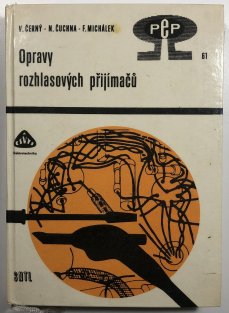 V. ČERNÝ - N. ČUCHNA - F. MICHÁLEK
PeP
61
Opravy
rozhlasových přijímačů
SNTL